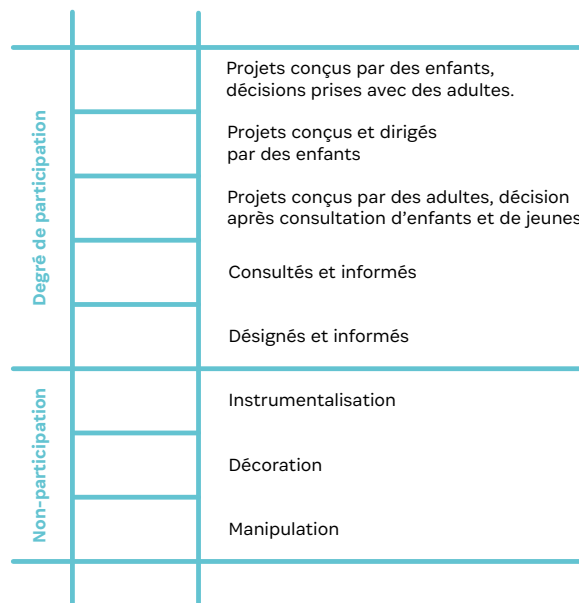 Degré de participation
Projets conçus par des enfants,
décisions prises avec des adultes.
Projets conçus et dirigés
par des enfants
Projets conçus par des adultes, décision
après consultation d'enfants et de jeunes
Consultés et informés
Désignés et informés
Non-participation
Instrumentalisation
Décoration
Manipulation